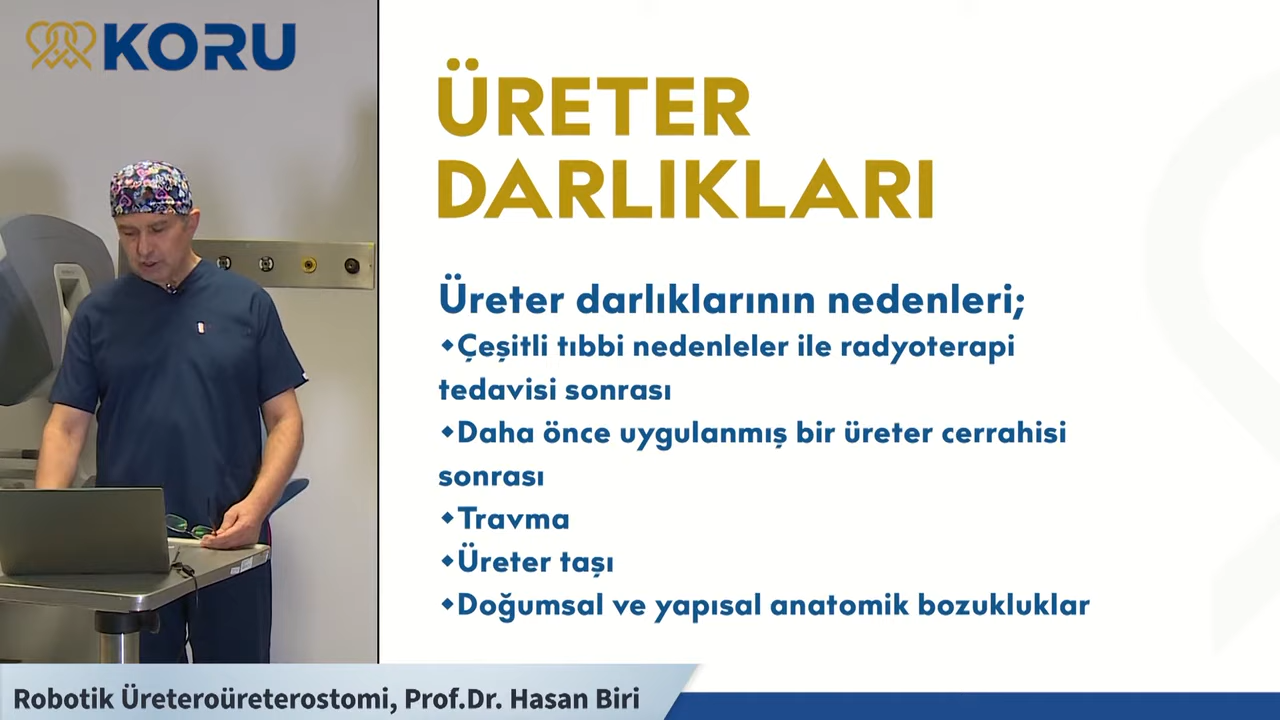 KORU
ÜRETER
DARLIKLARI
Üreter darlıklarının nedenleri;
◆Çeşitli tıbbi nedenleler ile radyoterapi
tedavisi sonrası
◆Daha önce uygulanmış bir üreter cerrahisi
sonrası
◆Travma
◆Üreter taşı
◆Doğumsal ve yapısal anatomik bozukluklar
Robotik Üreteroüreterostomi, Prof.Dr. Hasan Biri